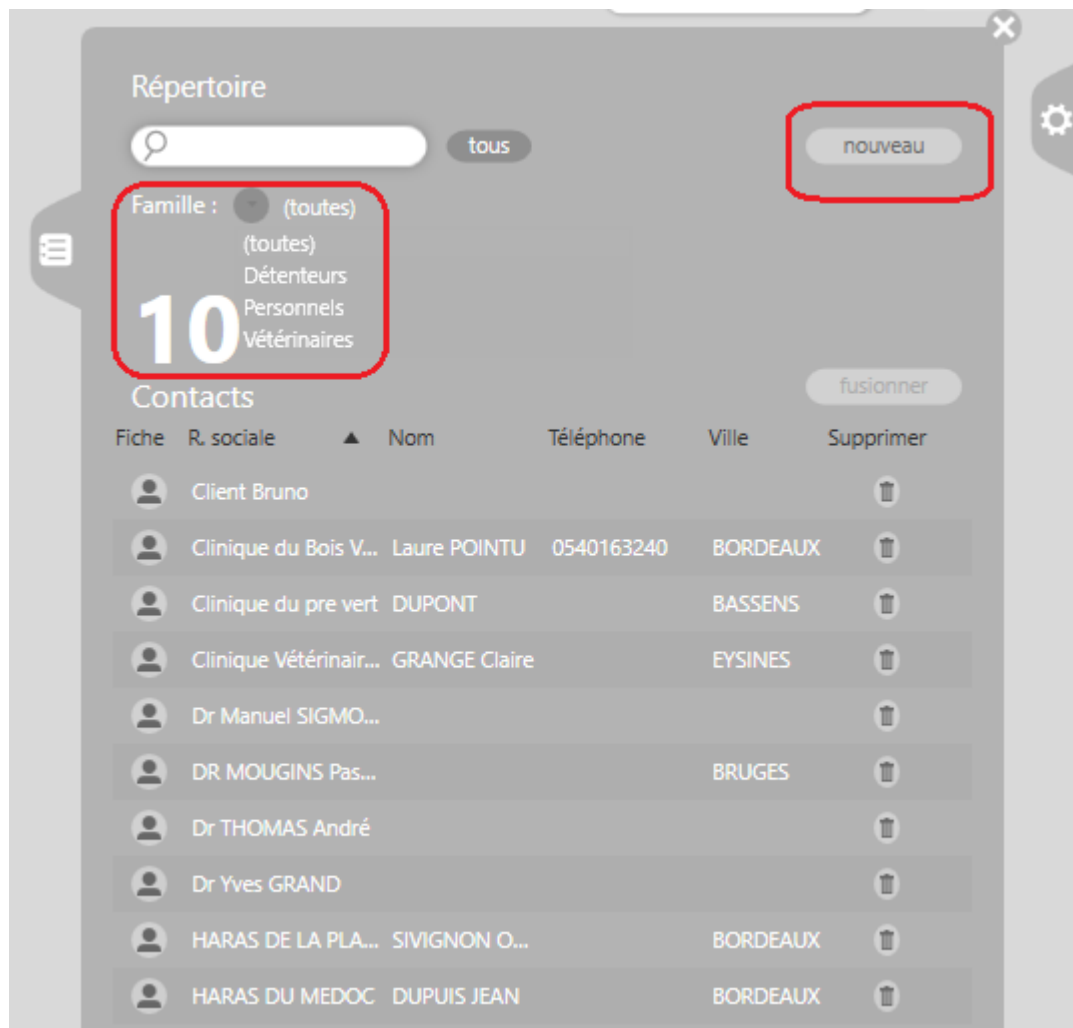 Répertoire
tous nouveau
Famille : (toutes)
(toutes)
Détenteurs
Personnels
Vétérinaires
10
Contacts fusionner
Fiche R. sociale Nom Téléphone Ville Supprimer
Client Bruno
Clinique du Bois V... Laure POINTU 0540163240 BORDEAUX
Clinique du pre vert DUPONT BASSENS
Clinique Vétérinair... GRANGE Claire EYSINES
Dr Manuel SIGMO...
DR MOUGINS Pas... BRUGES
Dr THOMAS André
Dr Yves GRAND
HARAS DE LA PLA... SIVIGNON O... BORDEAUX
HARAS DU MEDOC DUPUIS JEAN BORDEAUX